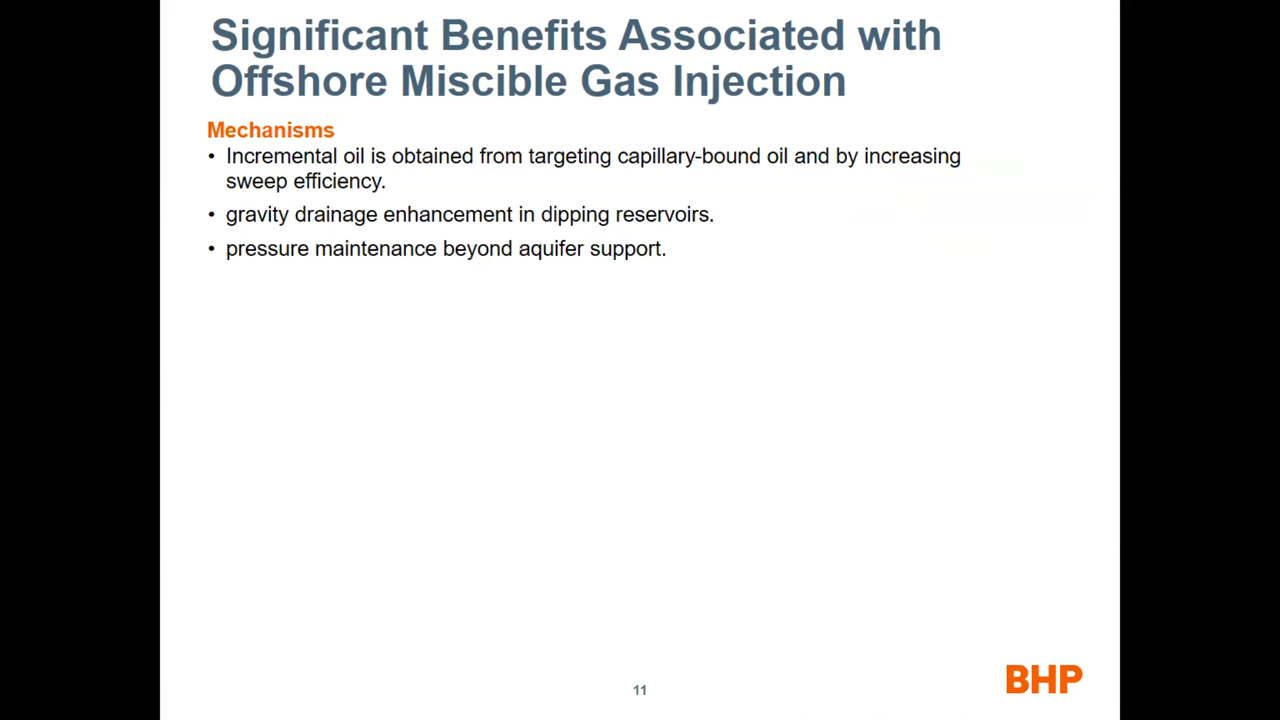 Significant Benefits Associated with
Offshore Miscible Gas Injection
Mechanisms
• Incremental oil is obtained from targeting capillary-bound oil and by increasing
sweep efficiency.
• gravity drainage enhancement in dipping reservoirs.
• pressure maintenance beyond aquifer support.
11
BHP